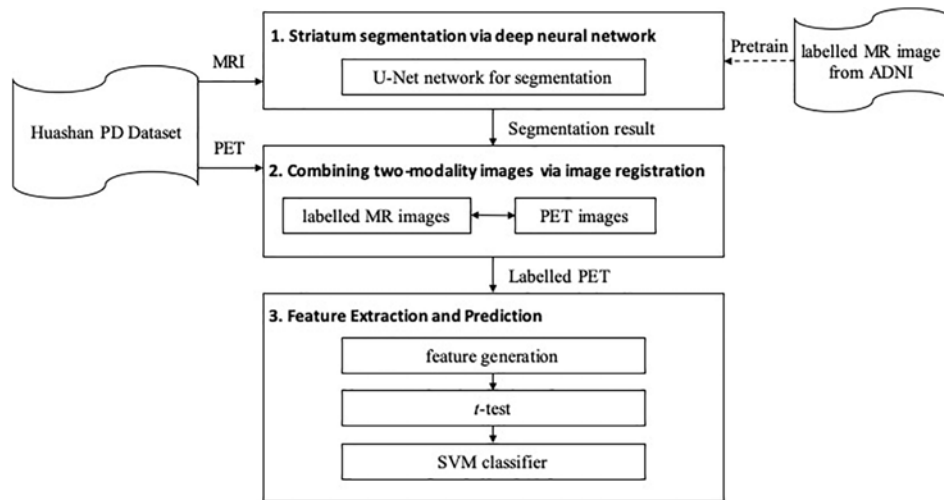 1. Striatum segmentation via deep neural network
U-Net network for segmentation
MRI
Pretrain
labelled MR image
from ADNI
Huashan PD Dataset
Segmentation result
PET
2. Combining two-modality images via image registration
labelled MR images
PET images
Labelled PET
3. Feature Extraction and Prediction
feature generation
t-test
SVM classifier